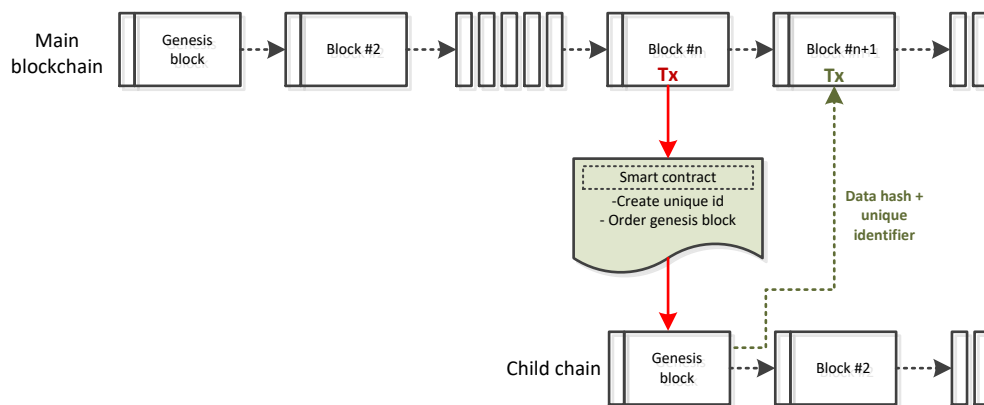 Main
blockchain
Genesis
block
Block #2
Block #n
Tx
Block #n+1
Tx
Smart contract
-Create unique id
- Order genesis block
Data hash +
unique
identifier
Child chain
Genesis
block
Block #2